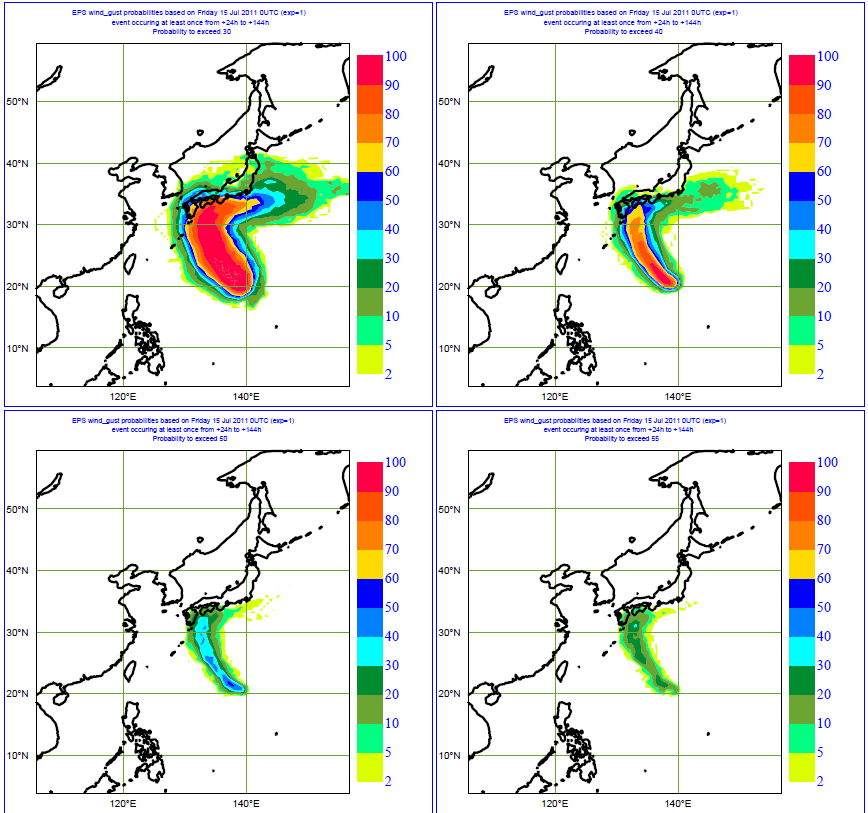 EPS wind_gust probabilities based on Friday 15 Jul 2011 0UTC (exp=1)
event occuring at least once from +24h to +144h
Probability to exceed 30
50°N
40°N
30°N
20°N
10°N
120°E
140°E
100
90
80
70
60
50
40
30
20
10
5
2
EPS wind_gust probabilities based on Friday 15 Jul 2011 0UTC (exp=1)
event occuring at least once from +24h to +144h
Probability to exceed 40
50°N
40°N
30°N
20°N
10°N
120°E
140°E
100
90
80
70
60
50
40
30
20
10
5
2
EPS wind_gust probabilities based on Friday 15 Jul 2011 0UTC (exp=1)
event occuring at least once from +24h to +144h
Probability to exceed 50
50°N
40°N
30°N
20°N
10°N
120°E
140°E
100
90
80
70
60
50
40
30
20
10
5
2
EPS wind_gust probabilities based on Friday 15 Jul 2011 0UTC (exp=1)
event occuring at least once from +24h to +144h
Probability to exceed 55
50°N
40°N
30°N
20°N
10°N
120°E
140°E
100
90
80
70
60
50
40
30
20
10
5
2